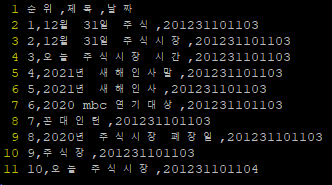 1 순위,제목,날짜
2 1,12월 31일 주식,201231101103
3 2,12월 31일 주식시장,201231101103
4 3,오늘 주식시장 시간,201231101103
5 4,2021년 새해인사말,201231101103
6 5,2021년 새해인사,201231101103
7 6,2020 mbc 연기대상,201231101103
8 7,꼰대인턴,201231101103
9 8,2020년 주식시장 폐장일,201231101103
10 9,주식장,201231101103
11 10,오늘 주식시장,201231101104